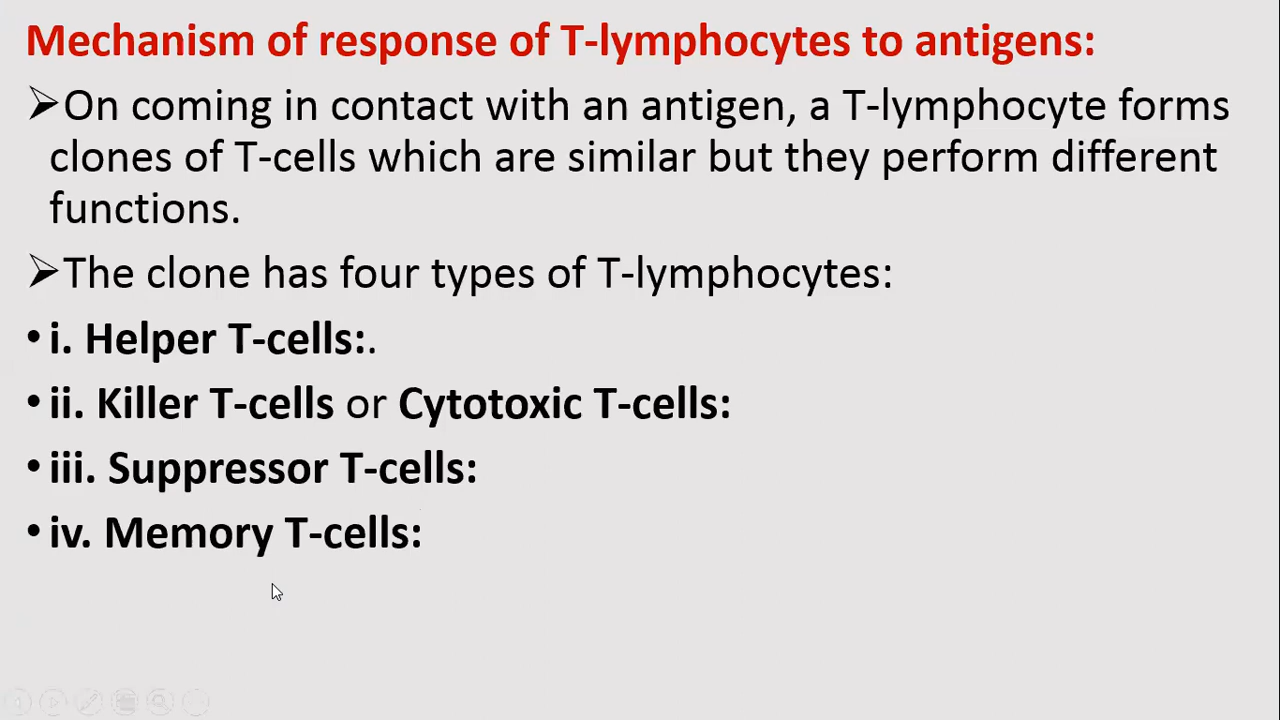 Mechanism of response of T-lymphocytes to antigens:
➢On coming in contact with an antigen, a T-lymphocyte forms
clones of T-cells which are similar but they perform different
functions.
➢The clone has four types of T-lymphocytes:
•i. Helper T-cells:.
•ii. Killer T-cells or Cytotoxic T-cells:
•iii. Suppressor T-cells:
•iv. Memory T-cells: